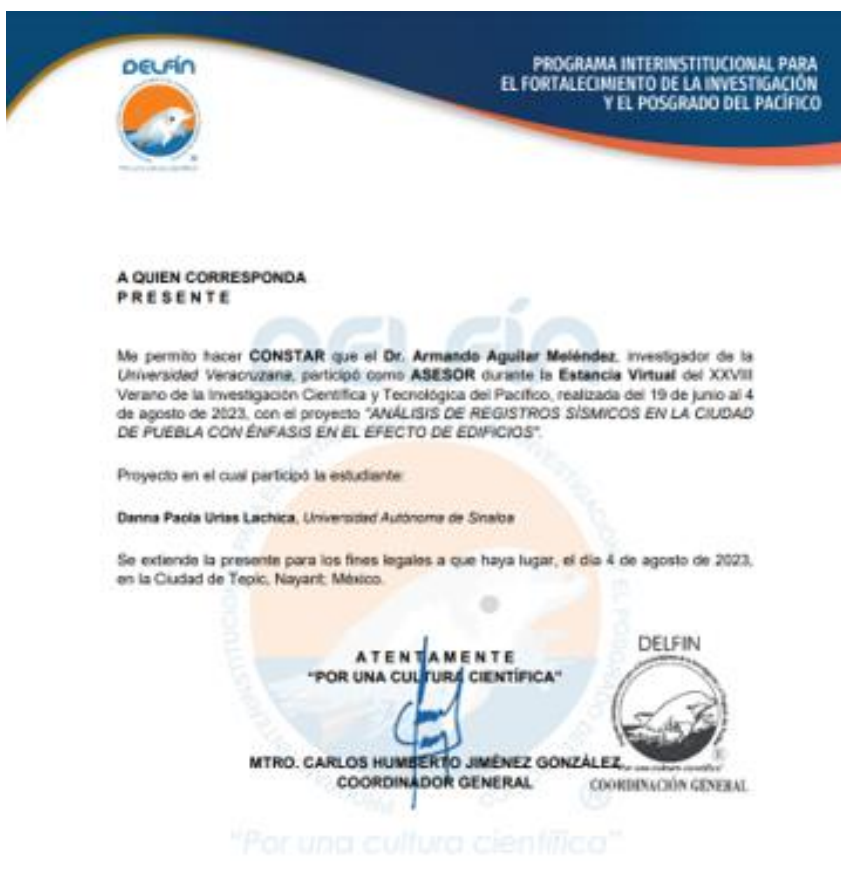 DELFÍN
PROGRAMA INTERINSTITUCIONAL PARA
EL FORTALECIMIENTO DE LA INVESTIGACIÓN
Y EL POSGRADO DEL PACÍFICO
A QUIEN CORRESPONDA
P R E S E N T E
Me permito hacer CONSTAR que el Dr. Armando Aguilar Meléndez, investigador de la
Universidad Veracruzana, participó como ASESOR durante la Estancia Virtual del XXVIII
Verano de la Investigación Científica y Tecnológica del Pacífico, realizada del 19 de junio al 4
de agosto de 2023, con el proyecto "ANÁLISIS DE REGISTROS SÍSMICOS EN LA CIUDAD
DE PUEBLA CON ÉNFASIS EN EL EFECTO DE EDIFICIOS".
Proyecto en el cual participó la estudiante:
Danna Paola Urias Lachica, Universidad Autónoma de Sinaloa
Se extiende la presente para los fines legales a que haya lugar, el día 4 de agosto de 2023,
en la Ciudad de Tepic, Nayarit; México.
A T E N T A M E N T E
"POR UNA CULTURA CIENTÍFICA"
MTRO. CARLOS HUMBERTO JIMÉNEZ GONZÁLEZ
COORDINADOR GENERAL
DELFIN
COORDINACIÓN GENERAL
"Por una cultura científica"